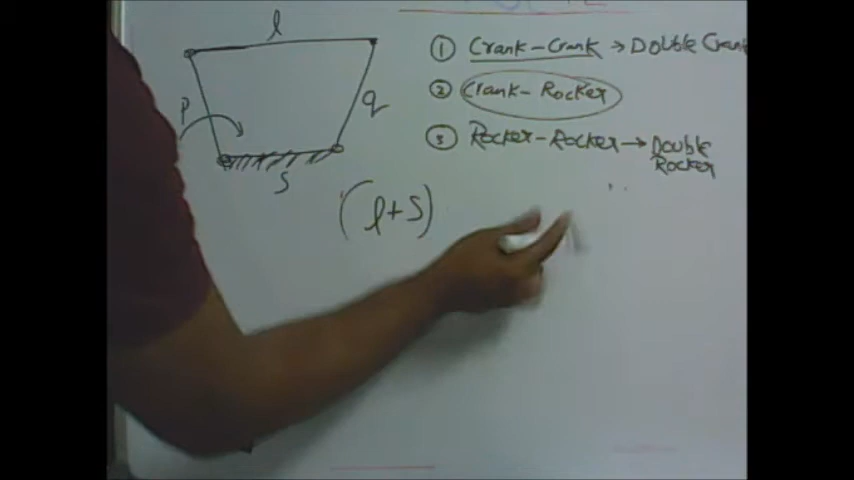 l
P
q
S
① Crank-Crank → Double Crank
② Crank-Rocker
③ Rocker-Rocker → Double
Rocker
(l+S)